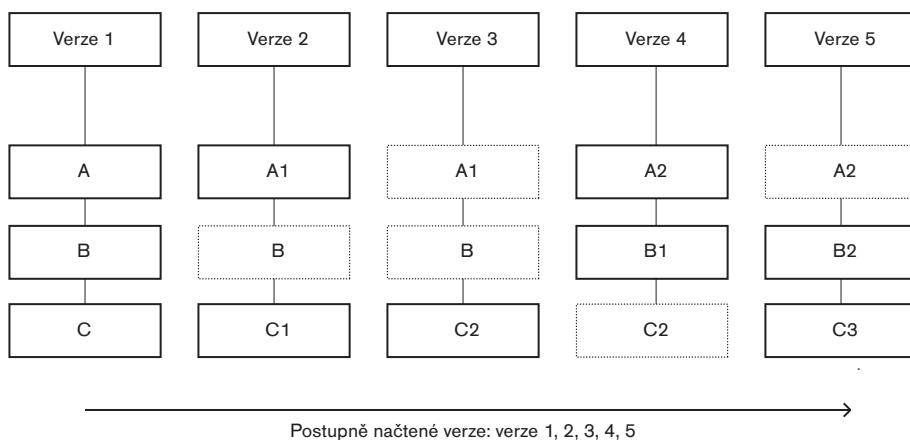 Verze 1
Verze 2
Verze 3
Verze 4
Verze 5
A
A1
A1
A2
A2
B
B
B
B1
B2
C
C1
C2
C2
C3
Postupně načtené verze: verze 1, 2, 3, 4, 5